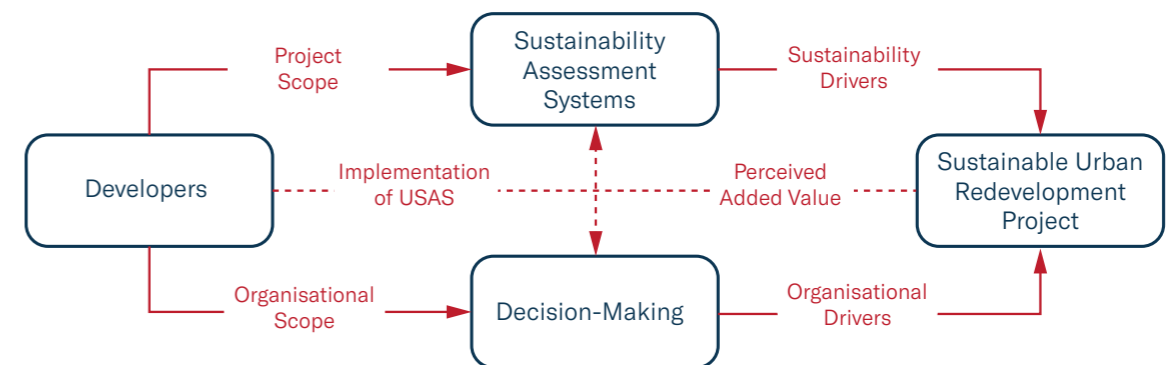 Project
Scope
Sustainability
Assessment
Systems
Sustainability
Drivers
Developers
Implementation
of USAS
Perceived
Added Value
Sustainable Urban
Redevelopment
Project
Organisational
Scope
Decision-Making
Organisational
Drivers